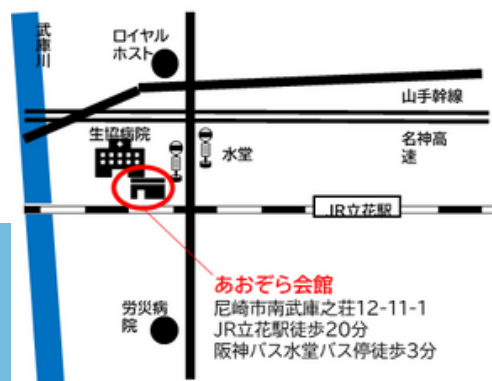 武庫川
ロイヤル
ホスト
山手幹線
生協病院
名神高
速
水堂
JR立花駅
あおぞら会館
尼崎市南武庫之荘12-11-1
JR立花駅徒歩20分
阪神バス水堂バス停徒歩3分
労災病
院